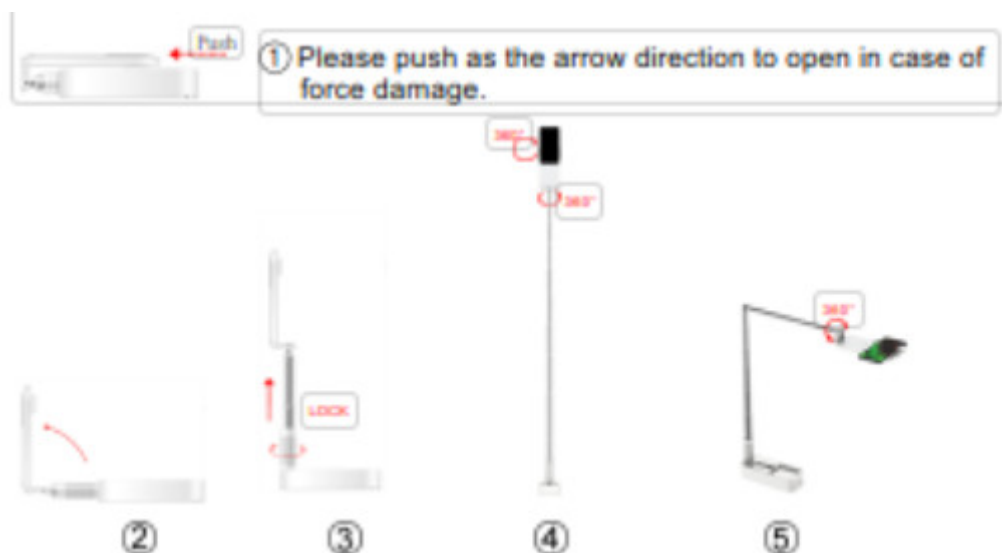 Push
① Please push as the arrow direction to open in case of
force damage.
360°
360°
LOCK
360°
②
③
④
⑤